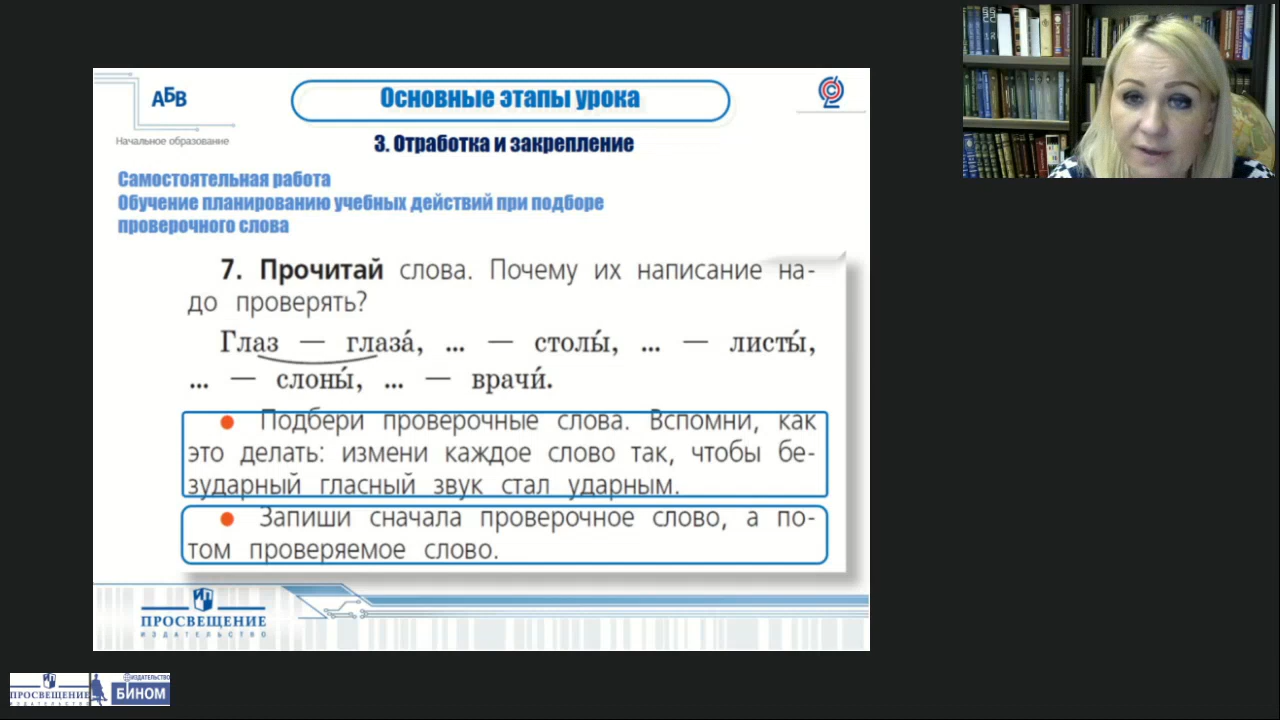 АБВ
Начальное образование
Основные этапы урока
3. Отработка и закрепление
Самостоятельная работа
Обучение планированию учебных действий при подборе
проверочного слова
7. Прочитай слова. Почему их написание на-
до проверять?
Глаз — глаза́, ... — столы́, ... — листы́,
... — слоны́, ... — врачи́.
● Подбери проверочные слова. Вспомни, как
это делать: измени каждое слово так, чтобы бе-
зударный гласный звук стал ударным.
● Запиши сначала проверочное слово, а по-
том проверяемое слово.
ПРОСВЕЩЕНИЕ
ИЗДАТЕЛЬСТВО
ПРОСВЕЩЕНИЕ
ИЗДАТЕЛЬСТВО
ИЗДАТЕЛЬСТВО
БИНОМ